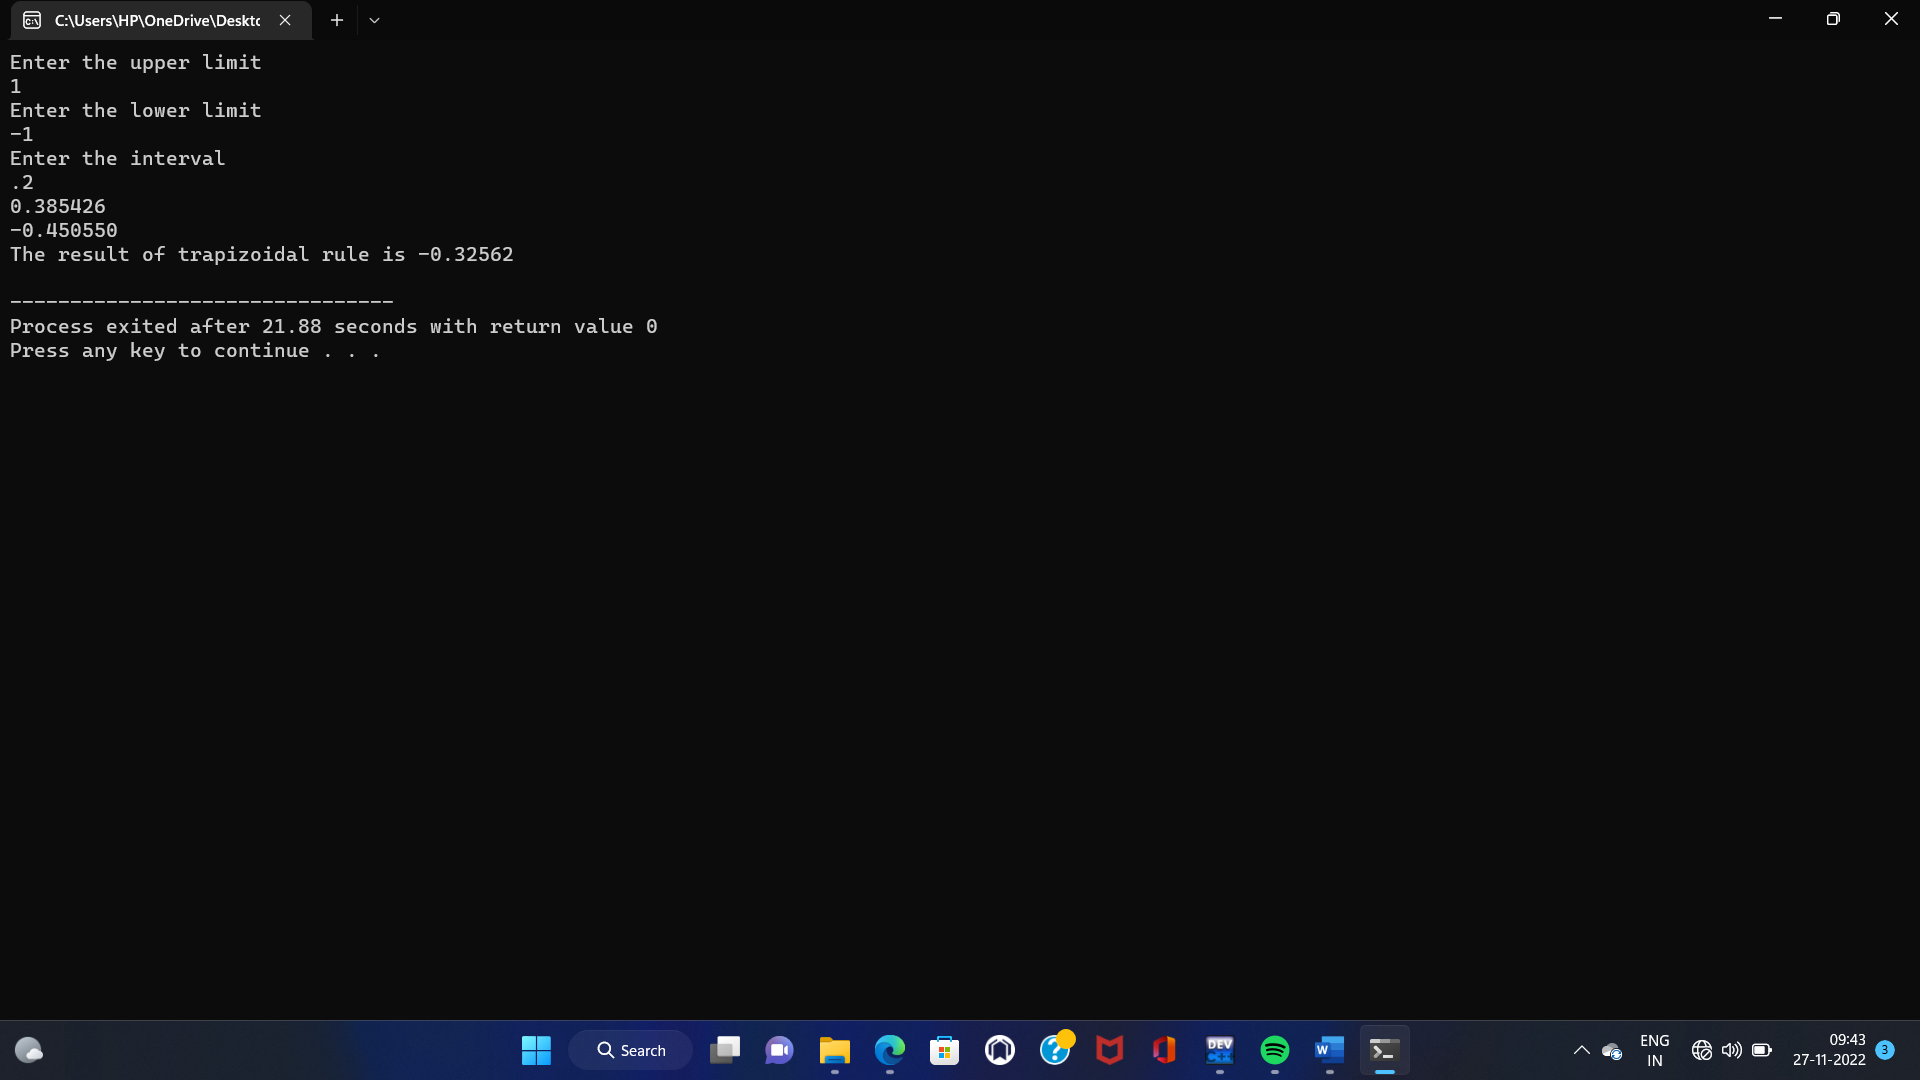 C:\Users\HP\OneDrive\Deskto
Enter the upper limit
1
Enter the lower limit
-1
Enter the interval
.2
0.385426
-0.450550
The result of trapizoidal rule is -0.32562
--------------------------------
Process exited after 21.88 seconds with return value 0
Press any key to continue . . .
Search
DEV
C++
W
ENG
IN
09:43
27-11-2022
3